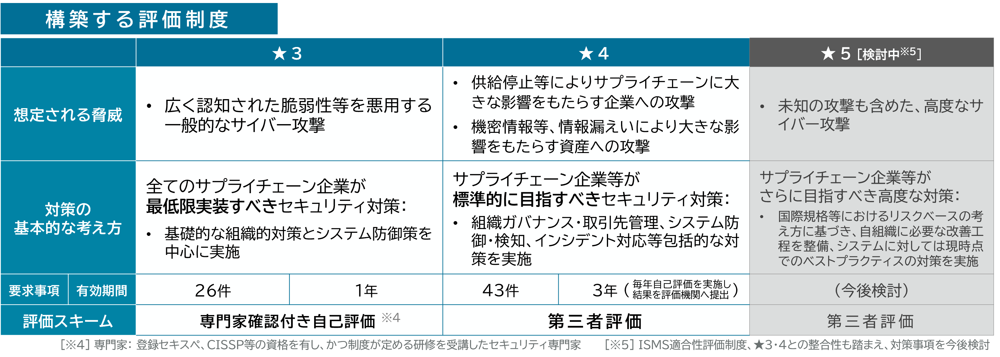 構築する評価制度
★3
★4
★5 [検討中※5]
想定される脅威
• 広く認知された脆弱性等を悪用する
一般的なサイバー攻撃
• 供給停止等によりサプライチェーンに大
きな影響をもたらす企業への攻撃
• 機密情報等、情報漏えいにより大きな影
響をもたらす資産への攻撃
• 未知の攻撃も含めた、高度なサ
イバー攻撃
対策の
基本的な考え方
全てのサプライチェーン企業が
最低限実装すべきセキュリティ対策：
• 基礎的な組織的対策とシステム防御策を
中心に実施
サプライチェーン企業等が
標準的に目指すべきセキュリティ対策：
• 組織ガバナンス・取引先管理、システム防
御・検知、インシデント対応等包括的な対
策を実施
サプライチェーン企業等が
さらに目指すべき高度な対策：
• 国際規格等におけるリスクベースの考
え方に基づき、自組織に必要な改善工
程を整備、システムに対しては現時点
でのベストプラクティスの対策を実施
要求事項
有効期間
26件
1年
43件
3年（毎年自己評価を実施し
結果を評価機関へ提出）
（今後検討）
評価スキーム
専門家確認付き自己評価 ※4
第三者評価
第三者評価
[※4] 専門家： 登録セキスペ、CISSP等の資格を有し、かつ制度が定める研修を受講したセキュリティ専門家
[※5] ISMS適合性評価制度、★3・4との整合性も踏まえ、対策事項を今後検討